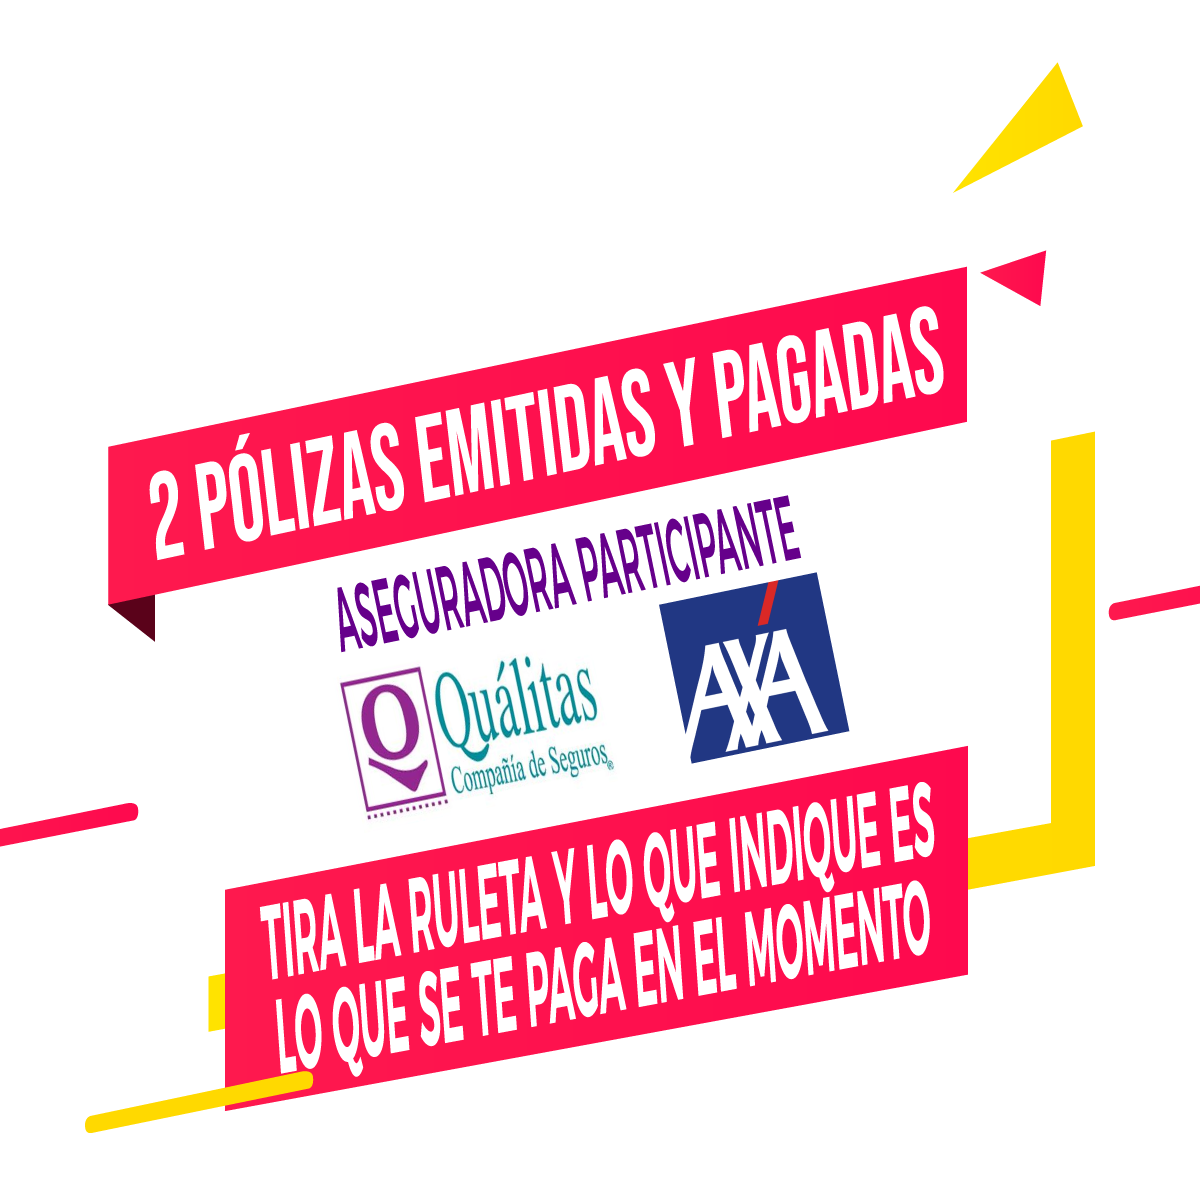 2 PÓLIZAS EMITIDAS Y PAGADAS
ASEGURADORA PARTICIPANTE
Q Quálitas
Compañía de Seguros®
AXA
TIRA LA RULETA Y LO QUE INDIQUE ES
LO QUE SE TE PAGA EN EL MOMENTO